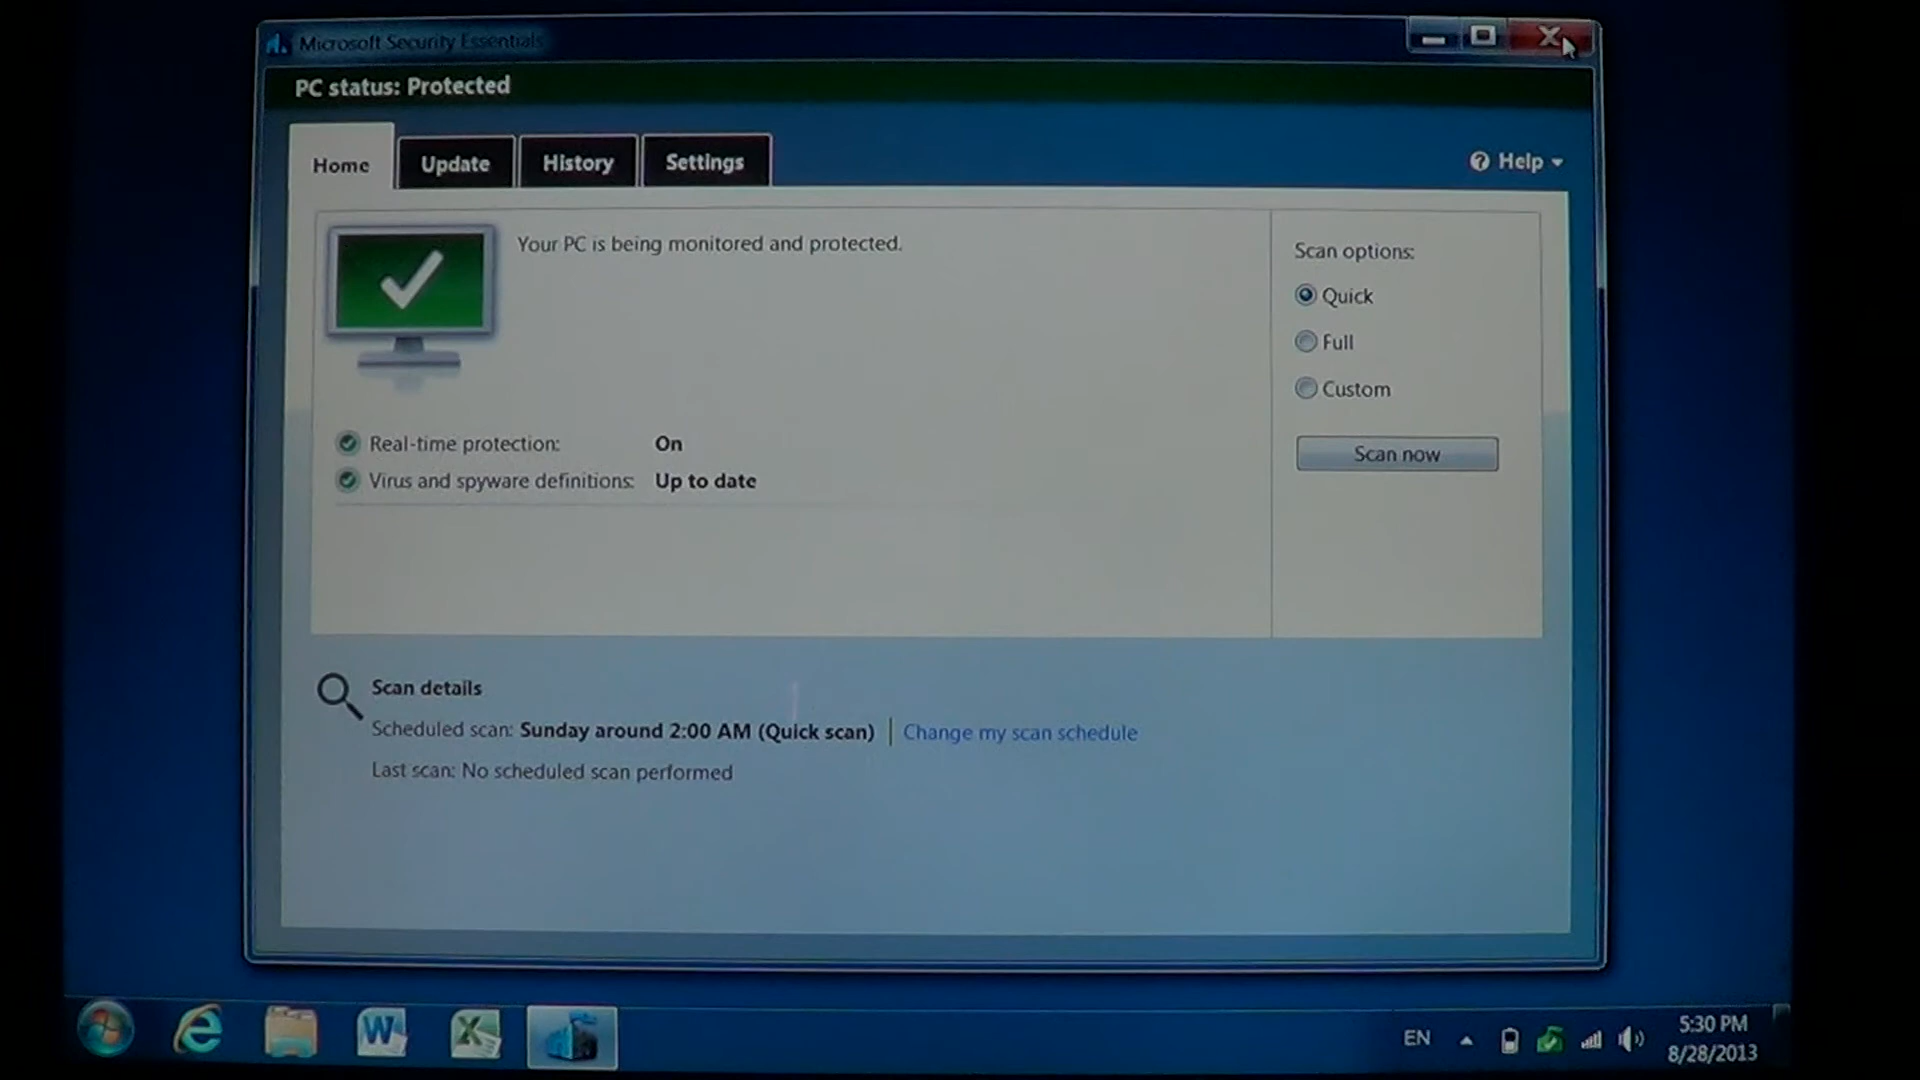 Microsoft Security Essentials
PC status: Protected
Home
Update
History
Settings
Help
Your PC is being monitored and protected.
Scan options:
Quick
Full
Custom
Scan now
Real-time protection: On
Virus and spyware definitions: Up to date
Scan details
Scheduled scan: Sunday around 2:00 AM (Quick scan) | Change my scan schedule
Last scan: No scheduled scan performed
EN
5:30 PM
8/28/2013